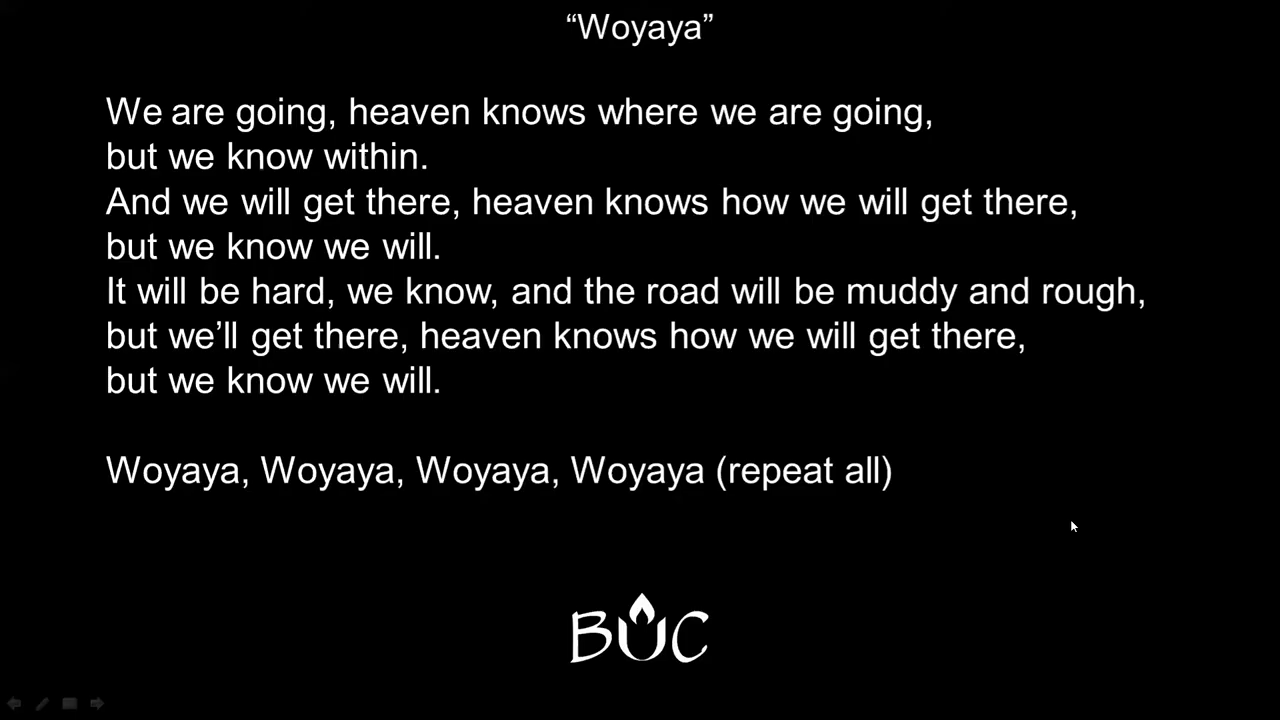 “Woyaya”
We are going, heaven knows where we are going,
but we know within.
And we will get there, heaven knows how we will get there,
but we know we will.
It will be hard, we know, and the road will be muddy and rough,
but we’ll get there, heaven knows how we will get there,
but we know we will.
Woyaya, Woyaya, Woyaya, Woyaya (repeat all)
BUC